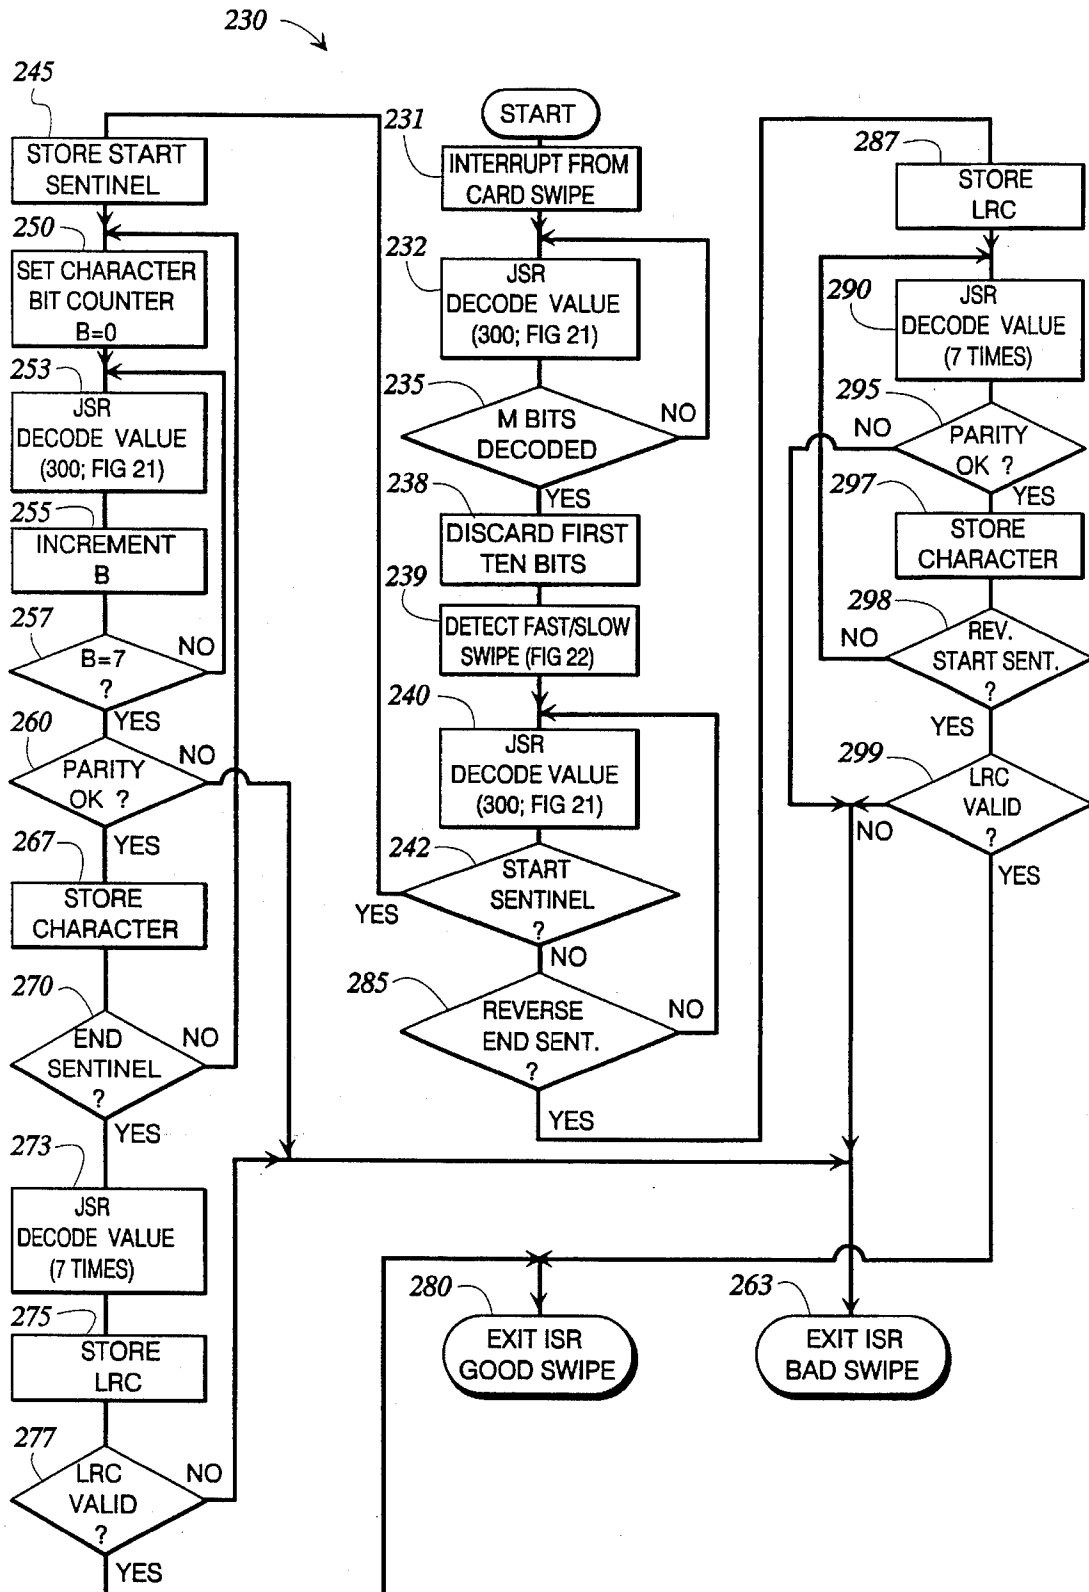 230
245
STORE START
SENTINEL
250
SET CHARACTER
BIT COUNTER
B=0
253
JSR
DECODE VALUE
(300; FIG 21)
255
INCREMENT
B
257
B=7
?
NO
YES
260
PARITY
OK ?
NO
YES
267
STORE
CHARACTER
270
END
SENTINEL
?
NO
YES
273
JSR
DECODE VALUE
(7 TIMES)
275
STORE
LRC
277
LRC
VALID
?
NO
YES
START
231
INTERRUPT FROM
CARD SWIPE
232
JSR
DECODE VALUE
(300; FIG 21)
235
M BITS
DECODED
NO
YES
238
DISCARD FIRST
TEN BITS
239
DETECT FAST/SLOW
SWIPE (FIG 22)
240
JSR
DECODE VALUE
(300; FIG 21)
242
START
SENTINEL
?
YES
NO
285
REVERSE
END SENT.
?
NO
YES
280
EXIT ISR
GOOD SWIPE
287
STORE
LRC
290
JSR
DECODE VALUE
(7 TIMES)
295
PARITY
OK ?
NO
YES
297
STORE
CHARACTER
298
REV.
START SENT.
?
NO
YES
299
LRC
VALID
?
NO
YES
263
EXIT ISR
BAD SWIPE